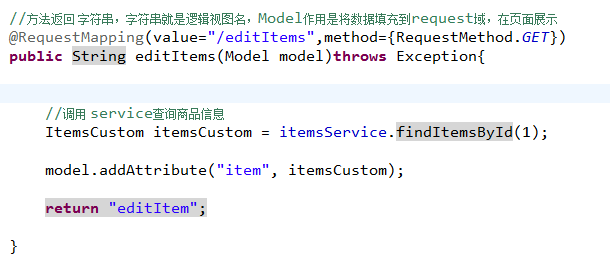 //方法返回 字符串，字符串就是逻辑视图名，Model作用是将数据填充到request域，在页面展示
@RequestMapping(value="/editItems",method={RequestMethod.GET})
public String editItems(Model model)throws Exception{
//调用 service查询商品信息
ItemsCustom itemsCustom = itemsService.findItemsById(1);
model.addAttribute("item", itemsCustom);
return "editItem";
}